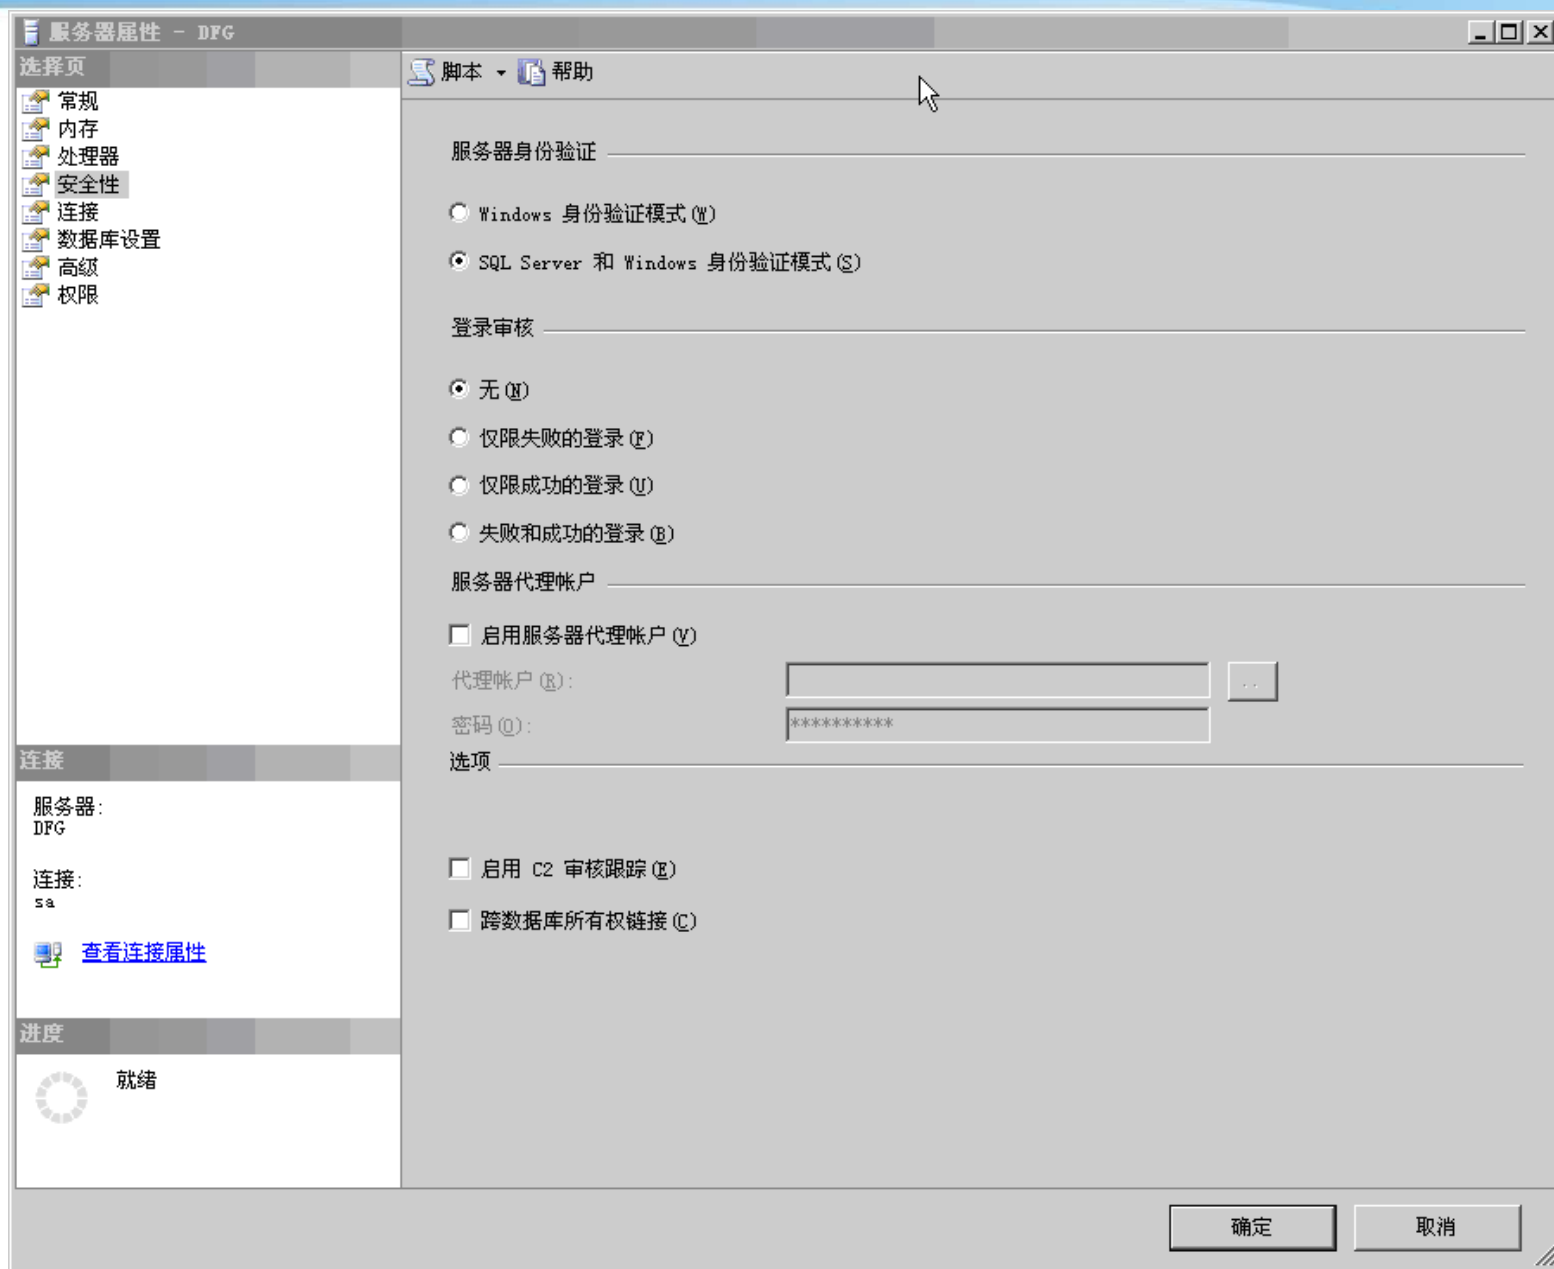 服务器属性 - DFG
选择页
常规
内存
处理器
安全性
连接
数据库设置
高级
权限
连接
服务器:
DFG
连接:
sa
查看连接属性
进度
就绪
脚本
帮助
服务器身份验证
Windows 身份验证模式(W)
SQL Server 和 Windows 身份验证模式(S)
登录审核
无(N)
仅限失败的登录(F)
仅限成功的登录(U)
失败和成功的登录(B)
服务器代理帐户
启用服务器代理帐户(V)
代理帐户(R):
..
密码(O):
**********
选项
启用 C2 审核跟踪(E)
跨数据库所有权链接(C)
确定
取消